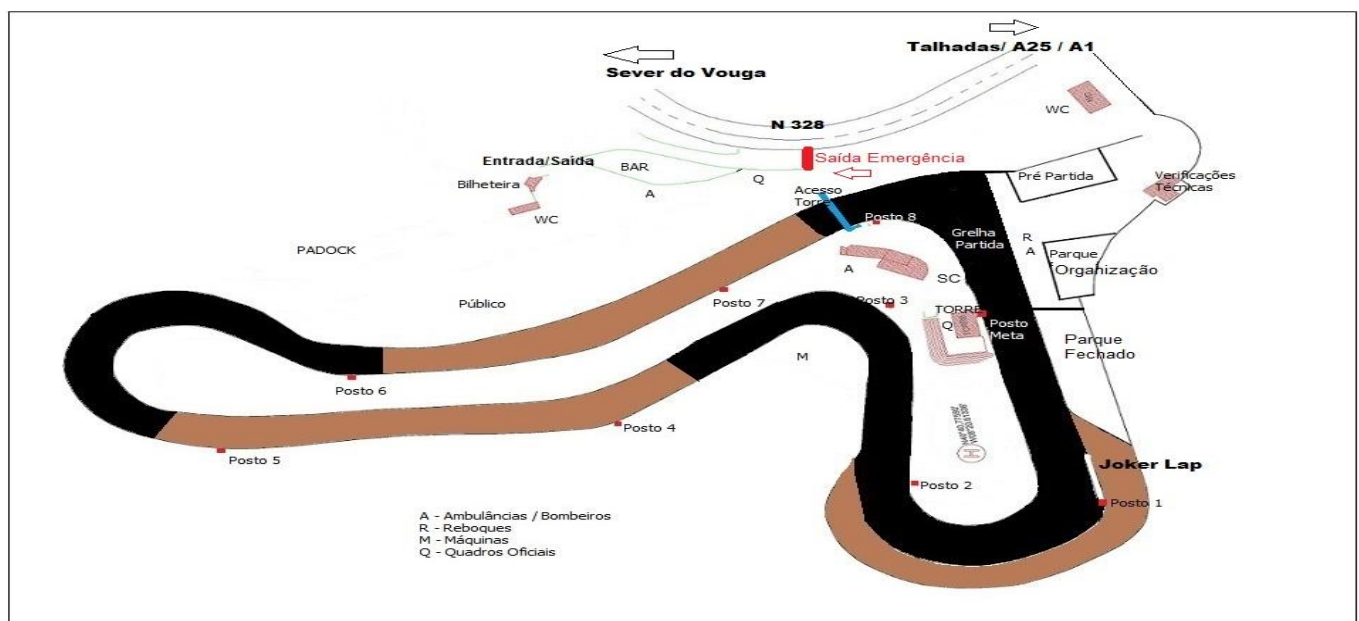 Talhadas/ A25 / A1
Sever do Vouga
WC
N 328
Entrada/Saída
BAR
Saída Emergência
Bilheteira
A
Q
Acesso
Torre
Pré Partida
Verificações
Técnicas
WC
Posto 8
PADOCK
Grelha
Partida
R
A
Parque
Organização
A
SC
Público
Posto 7
Posto 3
TORRE
Q
Posto
Meta
Parque
Fechado
M
Posto 6
Posto 4
Posto 5
H
Joker Lap
Posto 2
Posto 1
A - Ambulâncias / Bombeiros
R - Reboques
M - Máquinas
Q - Quadros Oficiais